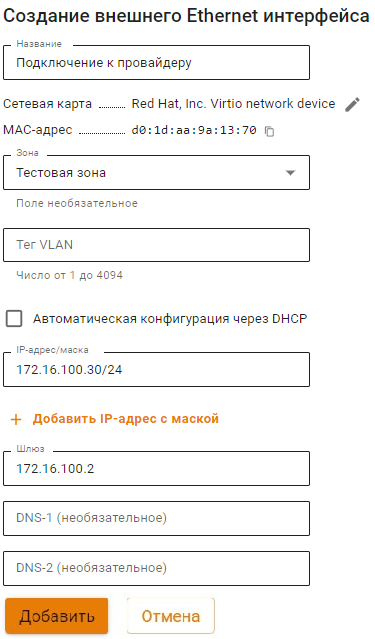 Создание внешнего Ethernet интерфейса
Название
Подключение к провайдеру
Сетевая карта ........ Red Hat, Inc. Virtio network device
MAC-адрес ............. d0:1d:aa:9a:13:70
Зона
Тестовая зона
Поле необязательное
Тег VLAN
Число от 1 до 4094
Автоматическая конфигурация через DHCP
IP-адрес/маска
172.16.100.30/24
+ Добавить IP-адрес с маской
Шлюз
172.16.100.2
DNS-1 (необязательное)
DNS-2 (необязательное)
Добавить Отмена